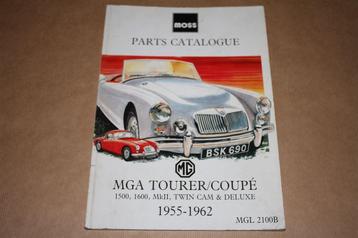 MOSS
PARTS CATALOGUE
BSK 690
MG
MGA TOURER/COUPÉ
1500, 1600, MkII, TWIN CAM & DELUXE
1955-1962
MGL 2100B